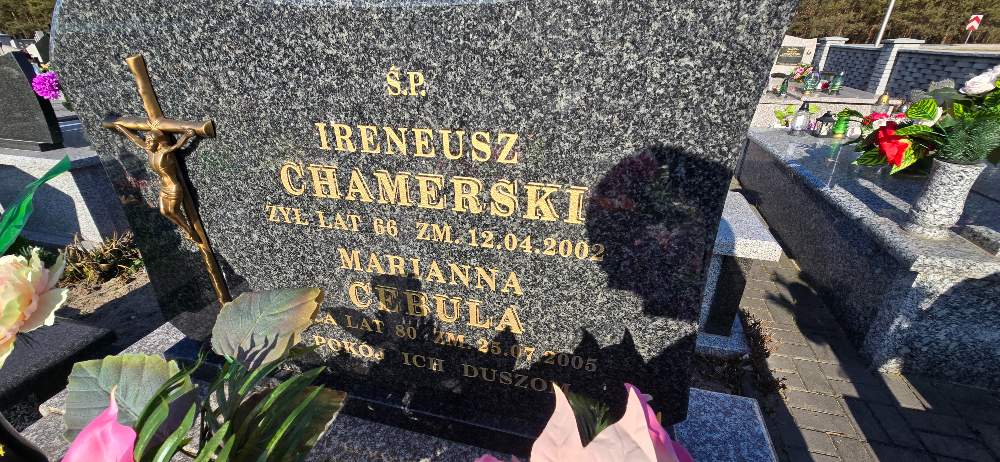 Ś.P.
IRENEUSZ
CHAMERSKI
ŻYŁ LAT 66 ZM. 12.04.2002
MARIANNA
CEBULA
LAT 80 ZM. 25.07.2005
POKÓJ ICH DUSZOM